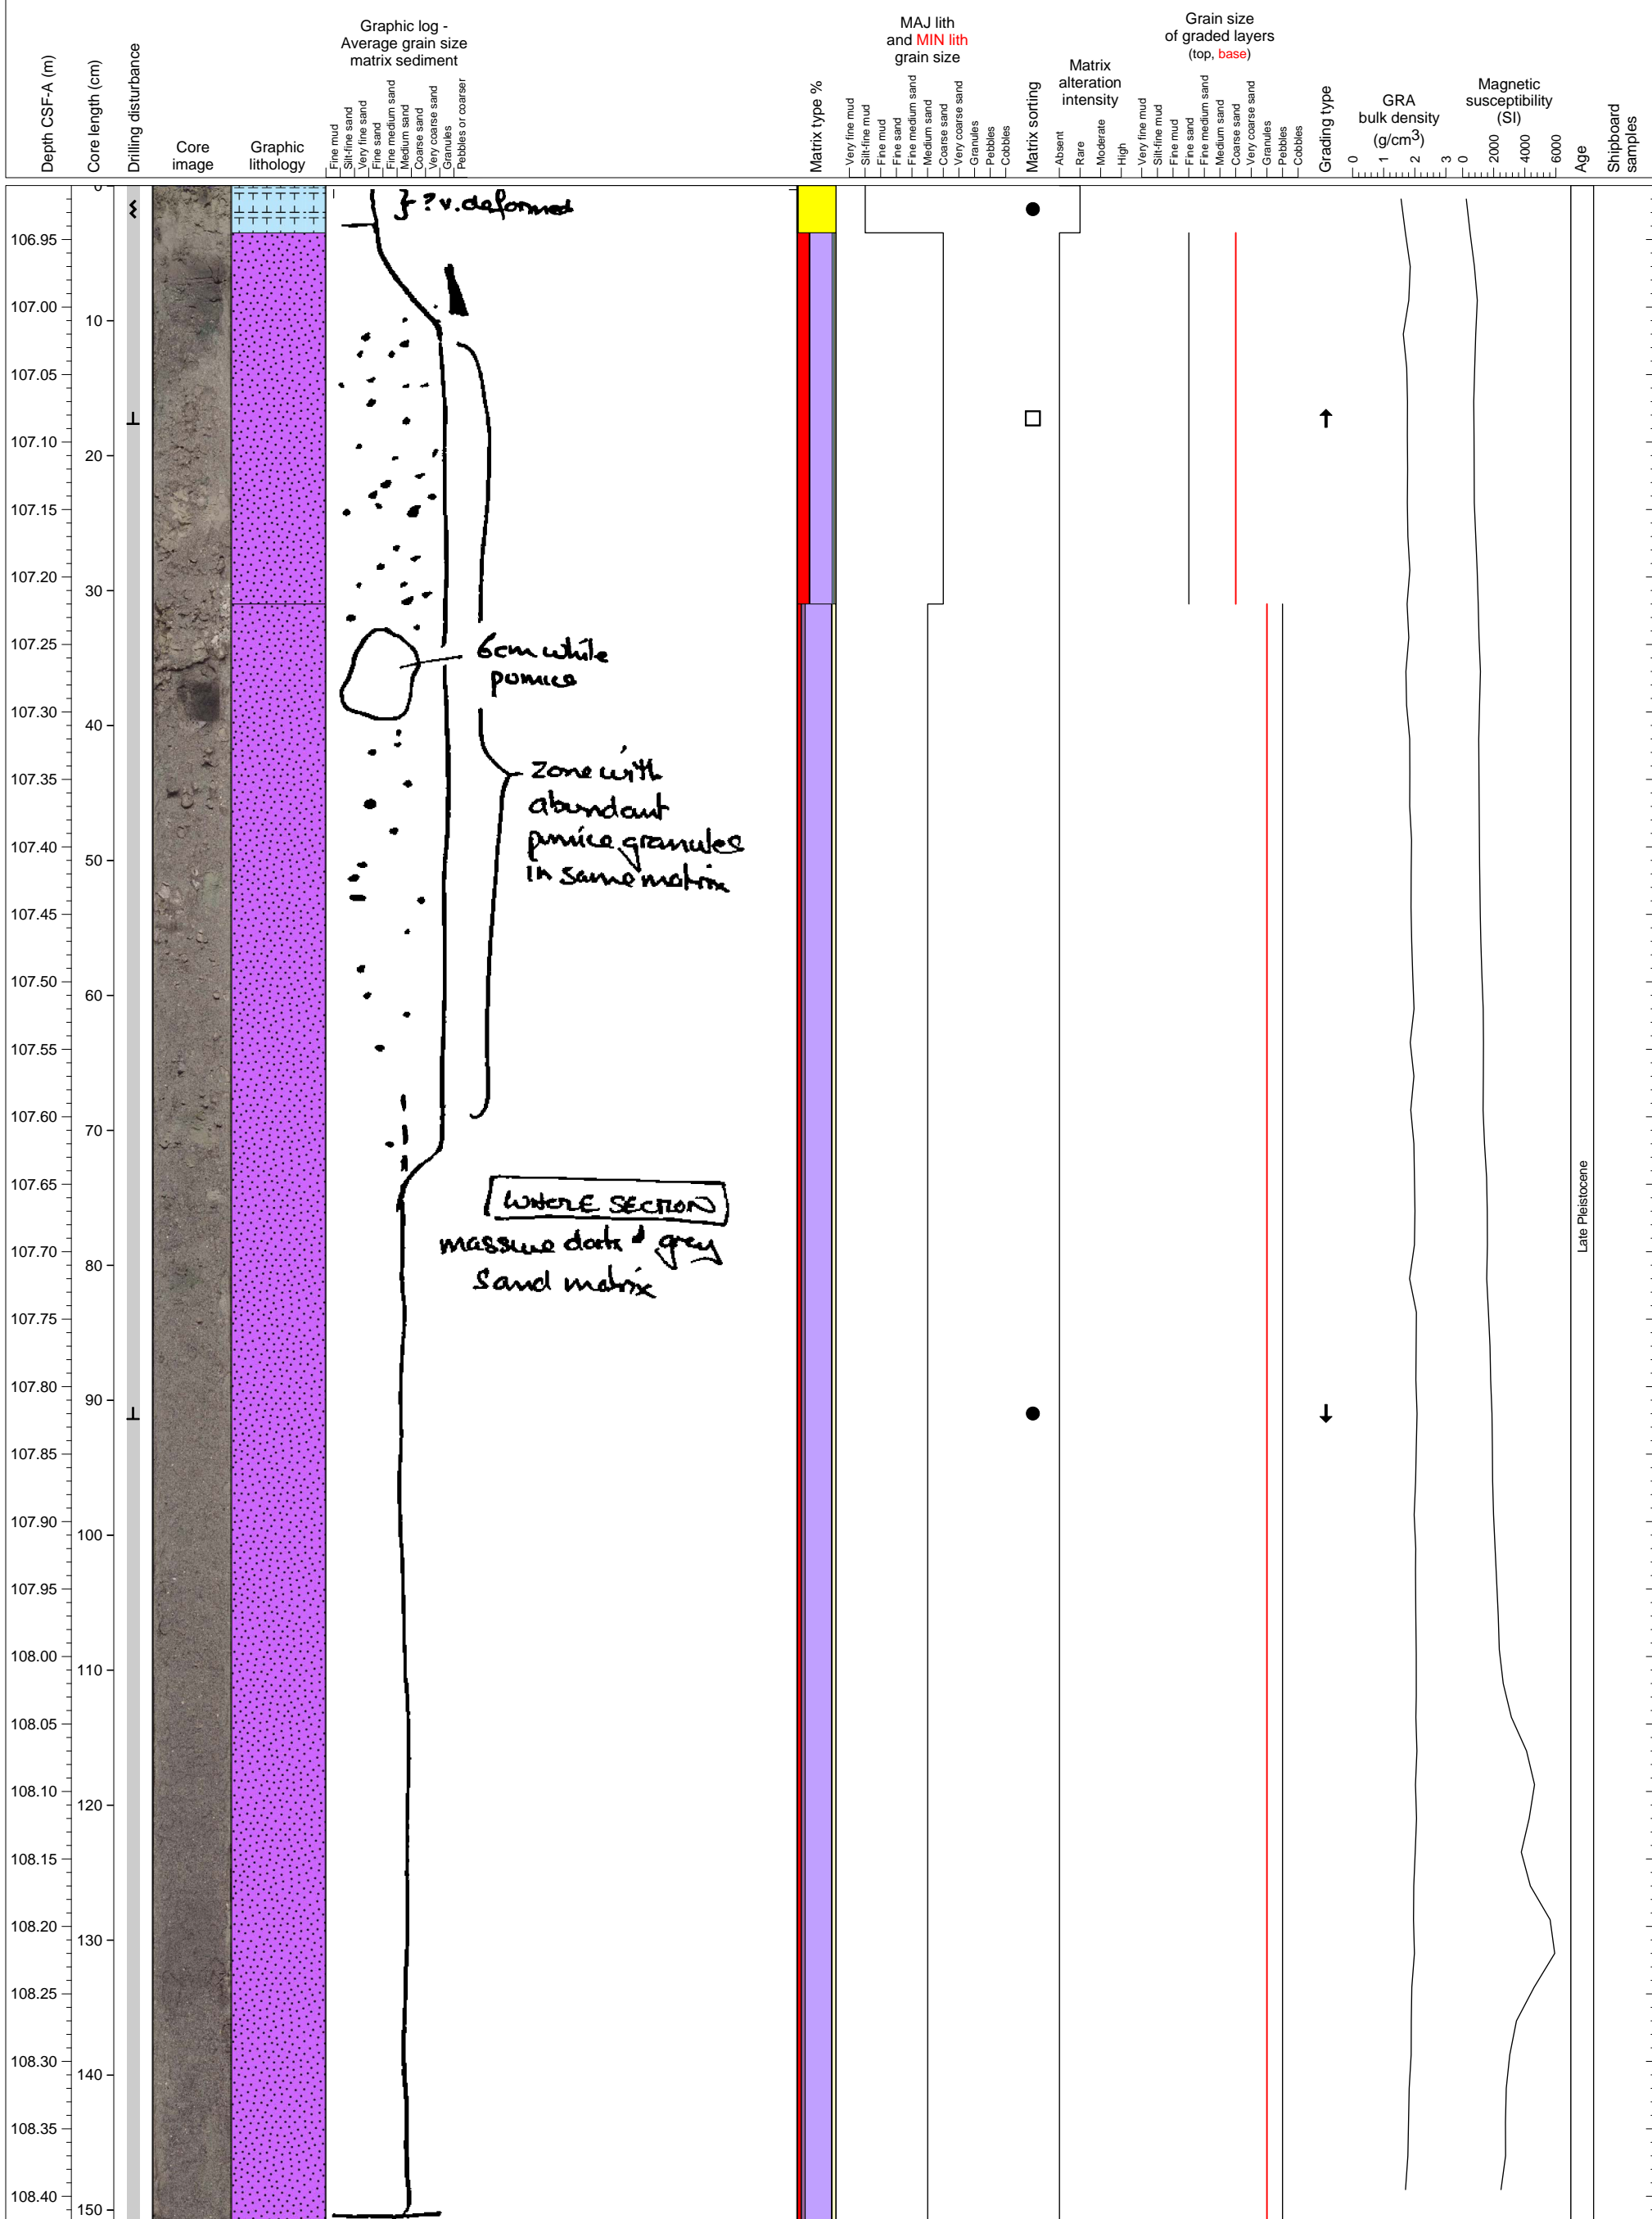 Depth CSF-A (m)
Core length (cm)
Drilling disturbance
Core
image
Graphic
lithology
Graphic log -
Average grain size
matrix sediment
Fine mud
Silt-fine sand
Very fine sand
Fine sand
Fine medium sand
Medium sand
Coarse sand
Very coarse sand
Granules
Pebbles or coarser
Matrix type %
MAJ lith
and MIN lith
grain size
Very fine mud
Silt-fine mud
Fine mud
Fine sand
Fine medium sand
Medium sand
Coarse sand
Very coarse sand
Granules
Pebbles
Cobbles
Matrix sorting
Matrix
alteration
intensity
Absent
Rare
Moderate
High
Grain size
of graded layers
(top, base)
Very fine mud
Silt-fine mud
Fine mud
Fine sand
Fine medium sand
Medium sand
Coarse sand
Very coarse sand
Granules
Pebbles
Cobbles
Grading type
GRA
bulk density
(g/cm3)
0 1 2 3
Magnetic
susceptibility
(SI)
0 2000 4000 6000
Age
Shipboard
samples
0
106.95
107.00
10
107.05
107.10
20
107.15
107.20
30
107.25
107.30
40
107.35
107.40
50
107.45
107.50
60
107.55
107.60
70
107.65
107.70
80
107.75
107.80
90
107.85
107.90
100
107.95
108.00
110
108.05
108.10
120
108.15
108.20
130
108.25
108.30
140
108.35
108.40
150
} ? v. deformed
6cm white
pumice
zone with
abundant
pumice granules
in same matrix
WHOLE SECTION
massive dark grey
sand matrix
Late Pleistocene